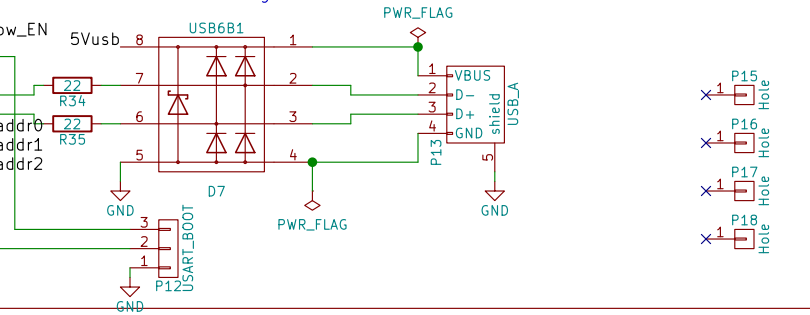 PWR_FLAG
ow_EN
USB6B1
5Vusb
8
1
7
2
6
3
5
4
22
R34
22
R35
addr0
addr1
addr2
D7
GND
PWR_FLAG
1
VBUS
2
D-
3
D+
4
GND
shield
USB_A
P13
5
GND
3
2
1
USART_BOOT
P12
GND
P15
1
Hole
P16
1
Hole
P17
1
Hole
P18
1
Hole